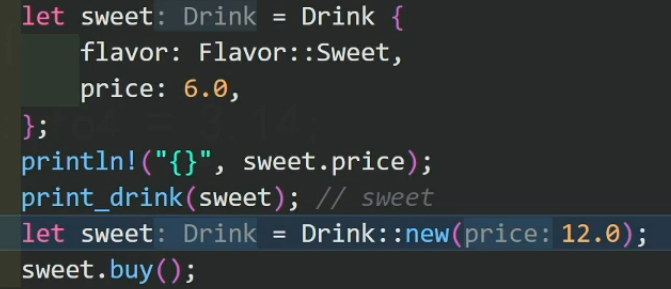 let sweet: Drink = Drink {
    flavor: Flavor::Sweet,
    price: 6.0,
};
println!("{}", sweet.price);
print_drink(sweet); // sweet
let sweet: Drink = Drink::new(price: 12.0);
sweet.buy();